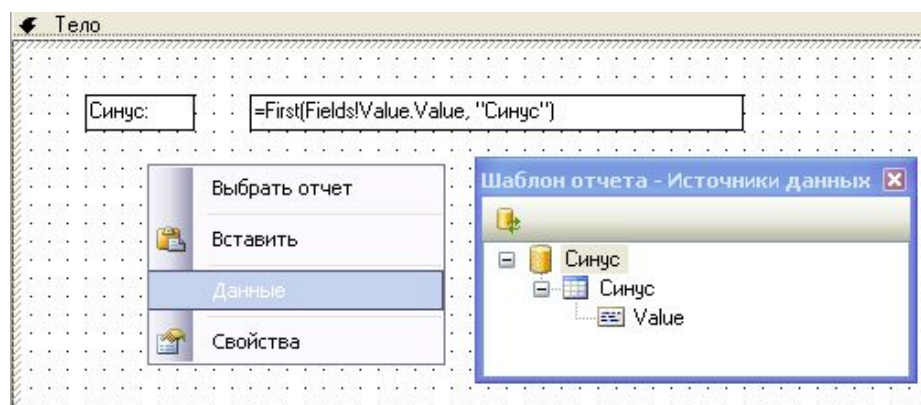 Тело
Синус:
=First(Fields!Value.Value, "Синус")
Выбрать отчет
Вставить
Данные
Свойства
Шаблон отчета - Источники данных
Синус
Синус
Value